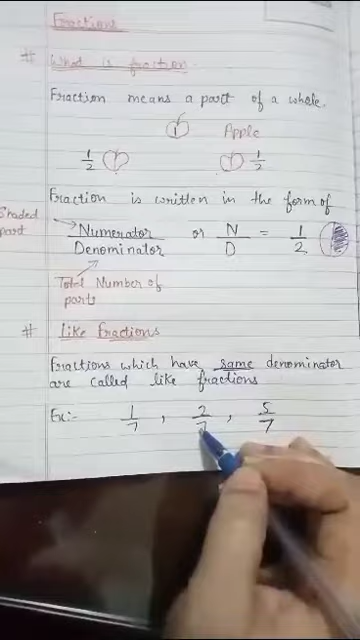 Fractions
# What is fraction.
Fraction means a part of a whole.
1 Apple
1/2 1/2
Fraction is written in the form of
Shaded part
Numerator/Denominator or N/D = 1/2
Total Number of
parts
# Like Fractions
Fractions which have same denominator
are called like fractions
Ex:- 1/7 , 2/7 , 5/7